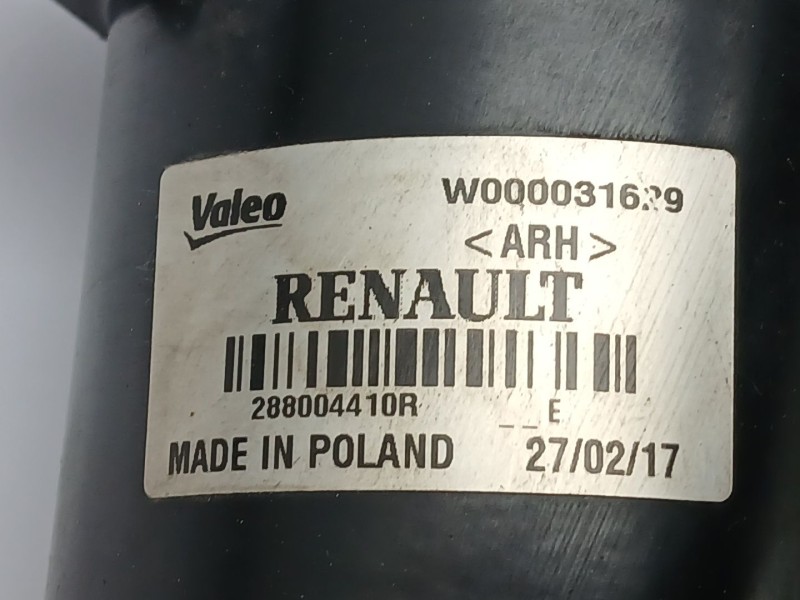 Valeo
<ARH>
RENAULT
288004410R __E
MADE IN POLAND 27/02/17